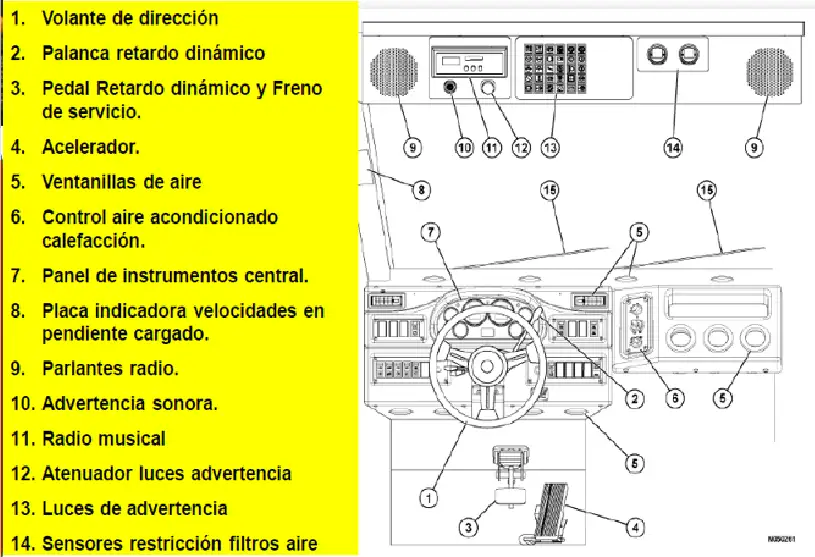 1. Volante de dirección
2. Palanca retardo dinámico
3. Pedal Retardo dinámico y Freno
de servicio.
4. Acelerador.
5. Ventanillas de aire
6. Control aire acondicionado
calefacción.
7. Panel de instrumentos central.
8. Placa indicadora velocidades en
pendiente cargado.
9. Parlantes radio.
10. Advertencia sonora.
11. Radio musical
12. Atenuador luces advertencia
13. Luces de advertencia
14. Sensores restricción filtros aire
9 10 11 12 13 14 9
8 15 15
7 5
2 6 5
5
1
3 4
N050261